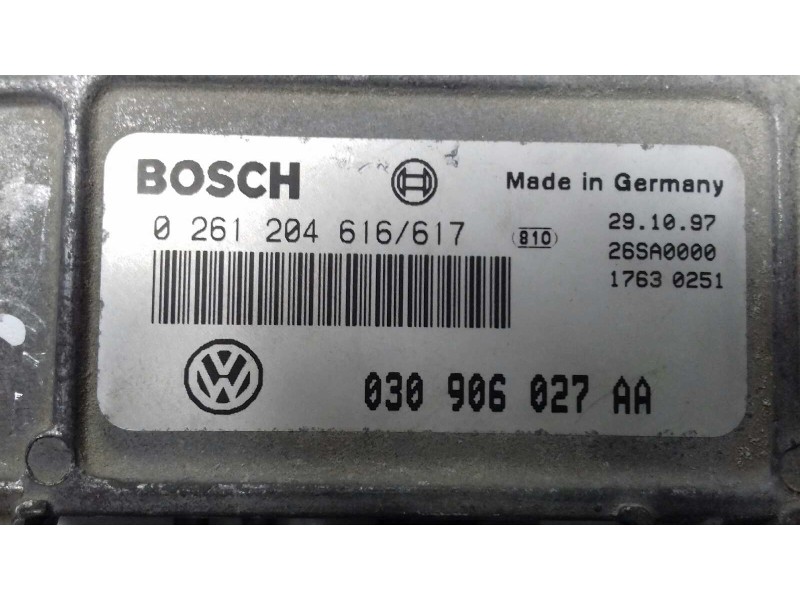 BOSCH
Made in Germany
0 261 204 616/617
810
29.10.97
26SA0000
1763 0251
VW
030 906 027 AA